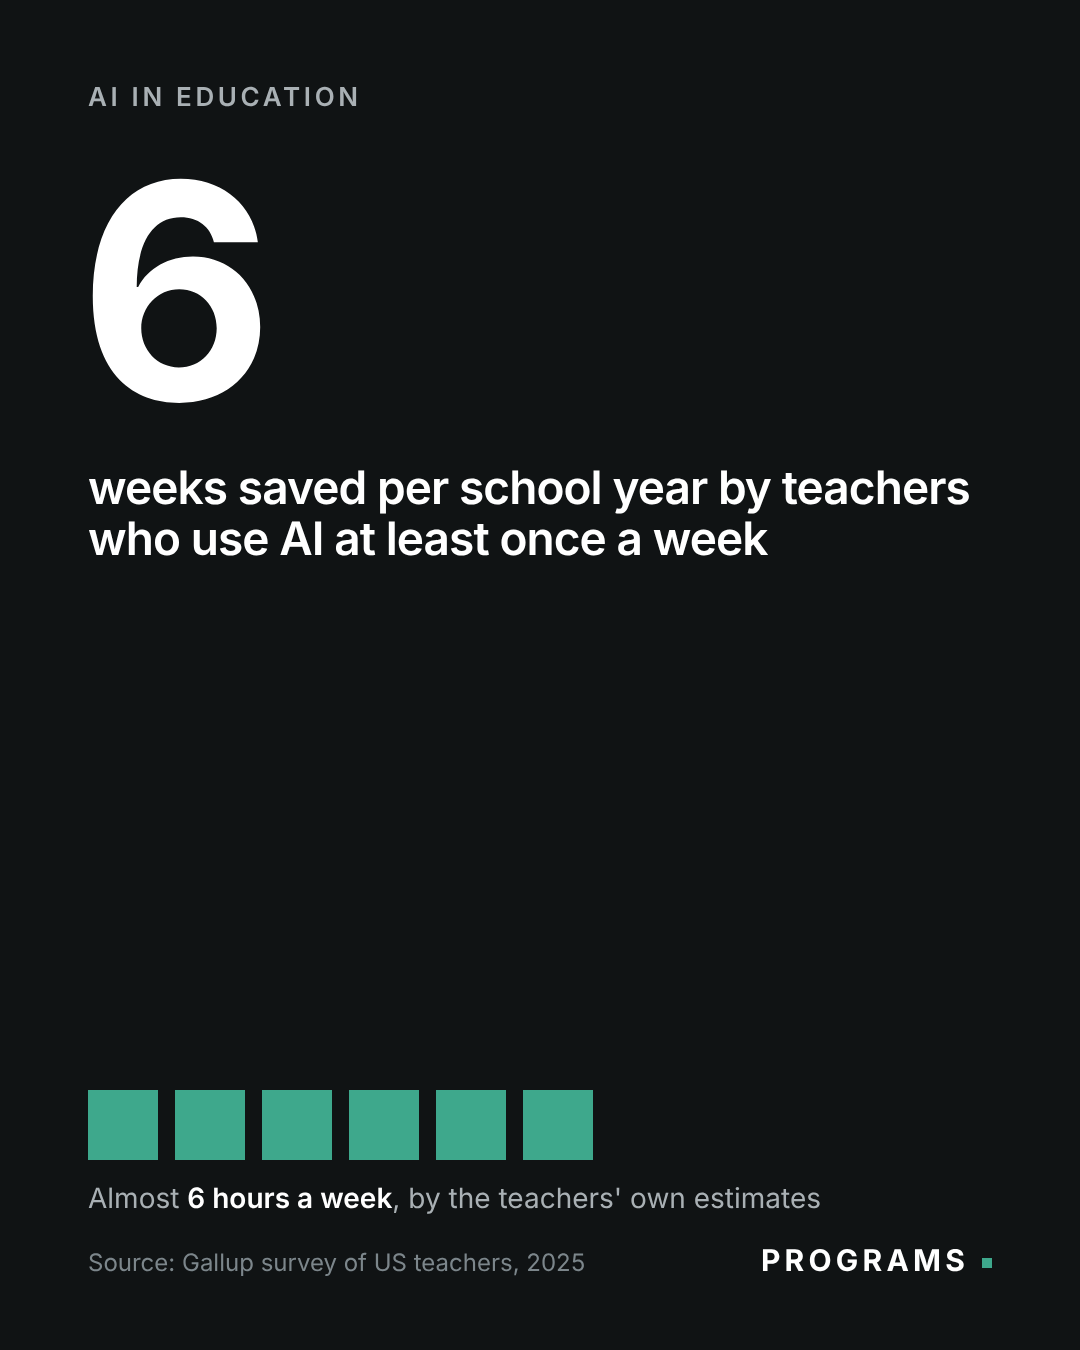 AI IN EDUCATION
6
weeks saved per school year by teachers
who use AI at least once a week
Almost 6 hours a week, by the teachers' own estimates
Source: Gallup survey of US teachers, 2025
PROGRAMS